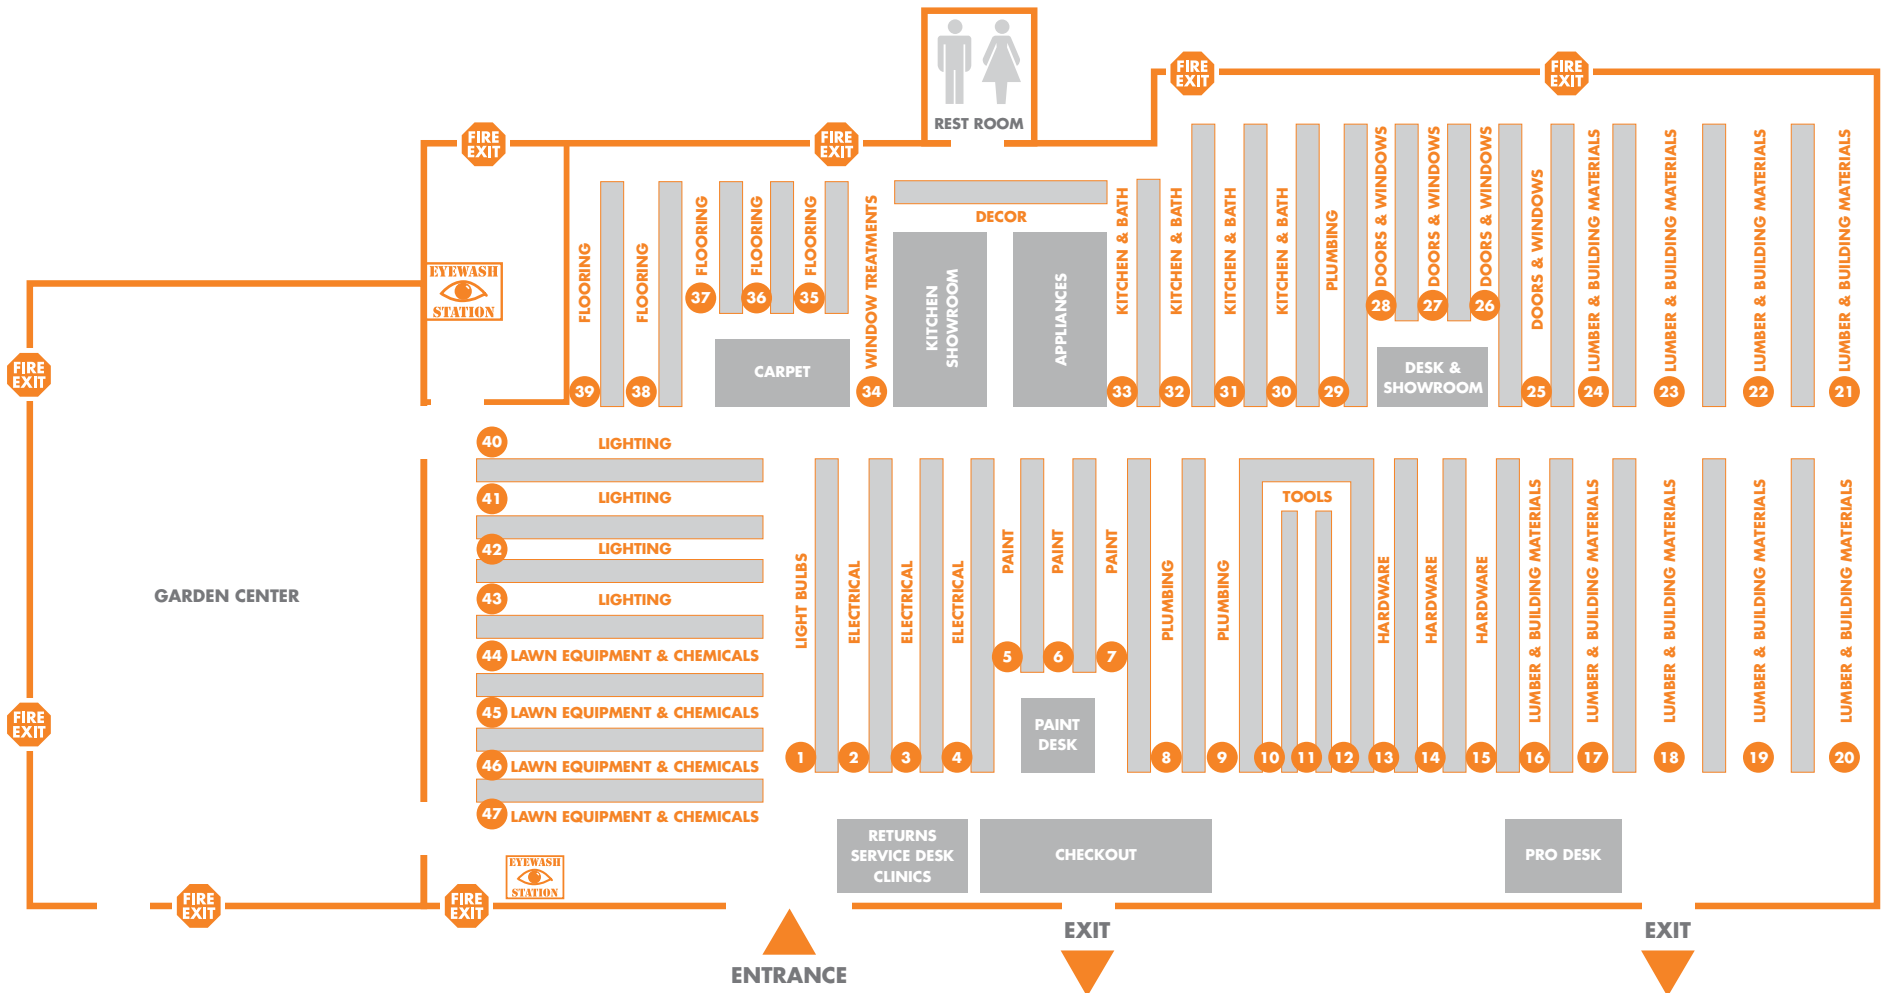 REST ROOM
FIRE
EXIT
FIRE
EXIT
FIRE
EXIT
FIRE
EXIT
EYEWASH
STATION
FLOORING
39
FLOORING
38
FLOORING
37
FLOORING
36
FLOORING
35
CARPET
WINDOW TREATMENTS
34
DECOR
KITCHEN
SHOWROOM
APPLIANCES
KITCHEN & BATH
33
KITCHEN & BATH
32
KITCHEN & BATH
31
KITCHEN & BATH
30
PLUMBING
29
DOORS & WINDOWS
28
DOORS & WINDOWS
27
DOORS & WINDOWS
26
DESK &
SHOWROOM
DOORS & WINDOWS
25
LUMBER & BUILDING MATERIALS
24
LUMBER & BUILDING MATERIALS
23
LUMBER & BUILDING MATERIALS
22
LUMBER & BUILDING MATERIALS
21
FIRE
EXIT
FIRE
EXIT
GARDEN CENTER
40 LIGHTING
41 LIGHTING
42 LIGHTING
43 LIGHTING
44 LAWN EQUIPMENT & CHEMICALS
45 LAWN EQUIPMENT & CHEMICALS
46 LAWN EQUIPMENT & CHEMICALS
47 LAWN EQUIPMENT & CHEMICALS
LIGHT BULBS
1
ELECTRICAL
2
ELECTRICAL
3
ELECTRICAL
4
PAINT
5
PAINT
6
PAINT
7
PAINT
DESK
PLUMBING
8
PLUMBING
9
TOOLS
10
11
12
HARDWARE
13
HARDWARE
14
HARDWARE
15
LUMBER & BUILDING MATERIALS
16
LUMBER & BUILDING MATERIALS
17
LUMBER & BUILDING MATERIALS
18
LUMBER & BUILDING MATERIALS
19
LUMBER & BUILDING MATERIALS
20
EYEWASH
STATION
RETURNS
SERVICE DESK
CLINICS
CHECKOUT
PRO DESK
FIRE
EXIT
FIRE
EXIT
ENTRANCE
EXIT
EXIT